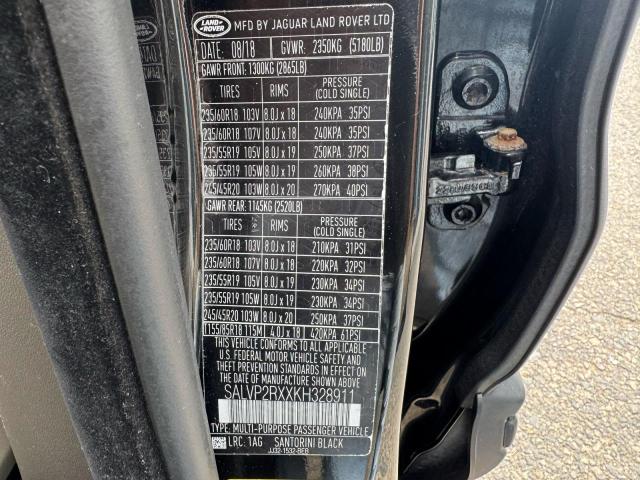 LAND ROVER MFD BY JAGUAR LAND ROVER LTD
DATE: 08/18 GVWR: 2350KG (5180LB)
GAWR FRONT: 1300KG (2865LB)
TIRES RIMS PRESSURE (COLD SINGLE)
235/60R18 103V 8.0J x 18 240KPA 35PSI
235/60R18 107V 8.0J x 18 240KPA 35PSI
235/55R19 105V 8.0J x 19 250KPA 37PSI
235/55R19 105W 8.0J x 19 260KPA 38PSI
245/45R20 103W 8.0J x 20 270KPA 40PSI
GAWR REAR: 1145KG (2520LB)
TIRES RIMS PRESSURE (COLD SINGLE)
235/60R18 103V 8.0J x 18 210KPA 31PSI
235/60R18 107V 8.0J x 18 220KPA 32PSI
235/55R19 105V 8.0J x 19 230KPA 34PSI
235/55R19 105W 8.0J x 19 230KPA 34PSI
245/45R20 103W 8.0J x 20 250KPA 37PSI
T155/85R18 115M 4.0J x 18 420KPA 61PSI
THIS VEHICLE CONFORMS TO ALL APPLICABLE
U.S. FEDERAL MOTOR VEHICLE SAFETY AND
THEFT PREVENTION STANDARDS IN EFFECT ON
THE DATE OF MANUFACTURE SHOWN ABOVE.
SALVP2RXXKH328911
TYPE: MULTI-PURPOSE PASSENGER VEHICLE
LRC: 1AG SANTORINI BLACK
JJ32-1532-BEB